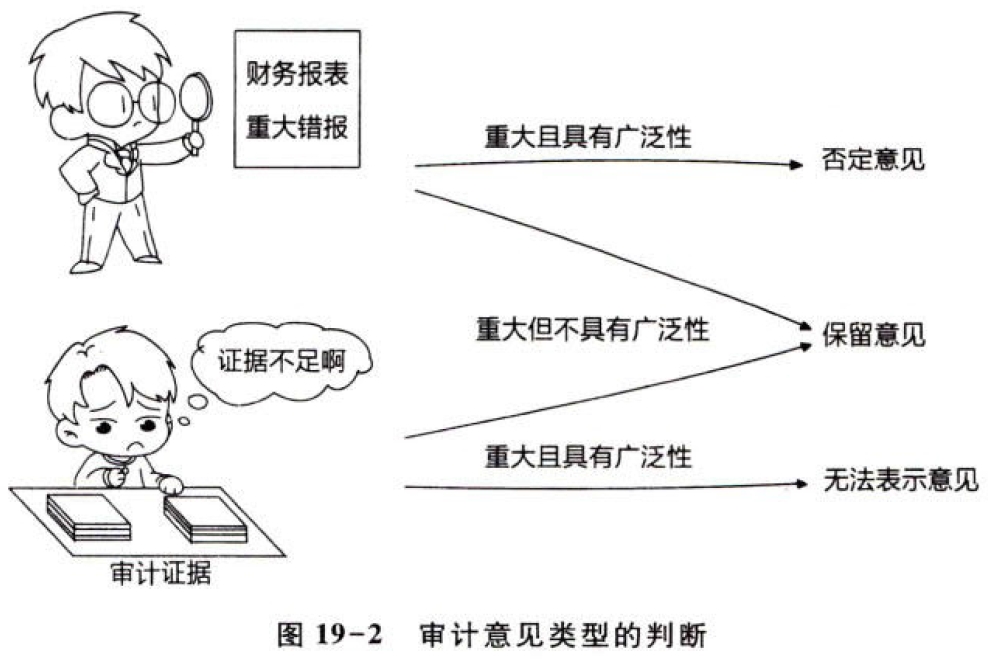 财务报表
重大错报
重大且具有广泛性
否定意见
重大但不具有广泛性
保留意见
证据不足啊
重大且具有广泛性
无法表示意见
审计证据
图 19-2 审计意见类型的判断